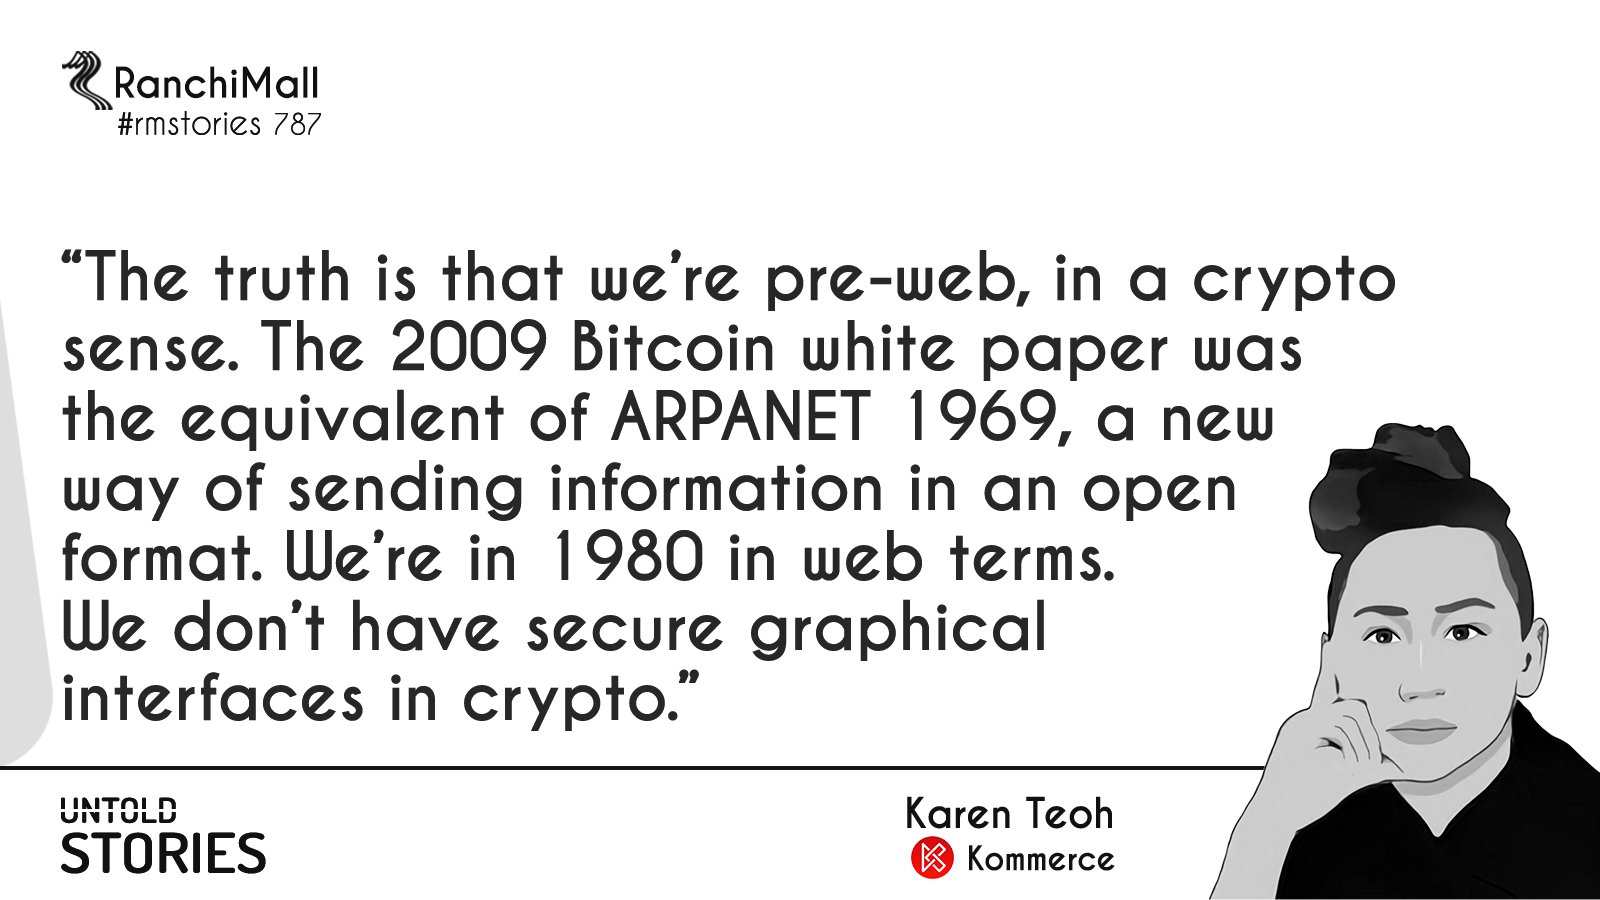 RanchiMall
#rmstories 787
“The truth is that we’re pre-web, in a crypto
sense. The 2009 Bitcoin white paper was
the equivalent of ARPANET 1969, a new
way of sending information in an open
format. We’re in 1980 in web terms.
We don’t have secure graphical
interfaces in crypto.”
UNTOLD
STORIES
Karen Teoh
Kommerce